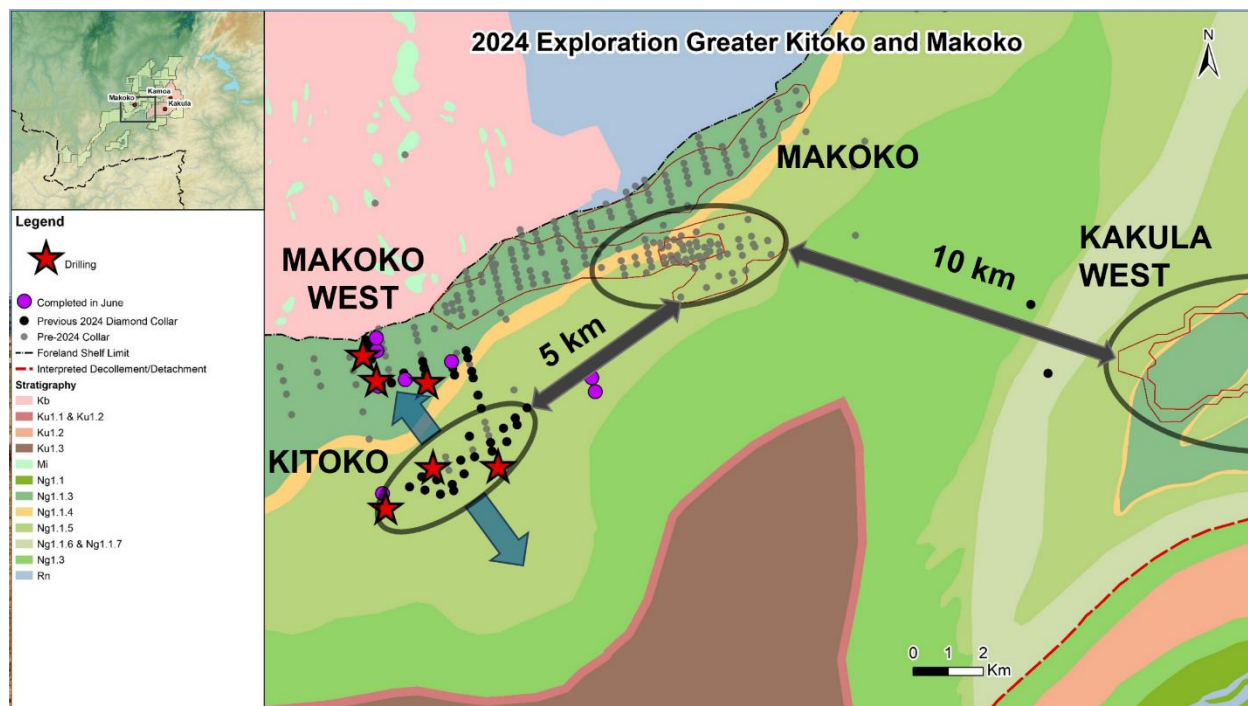 2024 Exploration Greater Kitoko and Makoko
N
Kamoa
Makoko
Kakula
MAKOKO
MAKOKO
WEST
KAKULA
WEST
10 km
5 km
KITOKO
Legend
Drilling
Completed in June
Previous 2024 Diamond Collar
Pre-2024 Collar
Foreland Shelf Limit
Interpreted Decollement/Detachment
Stratigraphy
Kb
Ku1.1 & Ku1.2
Ku1.2
Ku1.3
Mi
Ng1.1
Ng1.1.3
Ng1.1.4
Ng1.1.5
Ng1.1.6 & Ng1.1.7
Ng1.3
Rn
0 1 2
Km